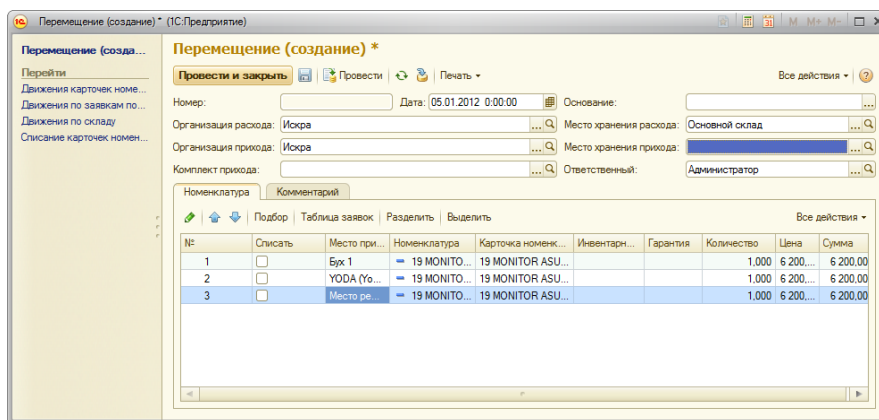 Перемещение (создание) * (1С:Предприятие)
M M+ M-
Перемещение (созда...
Перейти
Движения карточек номе...
Движения по заявкам по...
Движения по складу
Списание карточек номен...
Перемещение (создание) *
Провести и закрыть Провести Печать Все действия
Номер: Дата: 05.01.2012 0:00:00 Основание:
Организация расхода: Искра Место хранения расхода: Основной склад
Организация прихода: Искра Место хранения прихода:
Комплект прихода: Ответственный: Администратор
Номенклатура Комментарий
Подбор Таблица заявок Разделить Выделить Все действия
№ Списать Место при... Номенклатура Карточка номенк... Инвентарн... Гарантия Количество Цена Сумма
1 Бух 1 19 MONITO... 19 MONITOR ASU... 1,000 6 200,... 6 200,00
2 YODA (Yo... 19 MONITO... 19 MONITOR ASU... 1,000 6 200,... 6 200,00
3 Место ре... 19 MONITO... 19 MONITOR ASU... 1,000 6 200,... 6 200,00